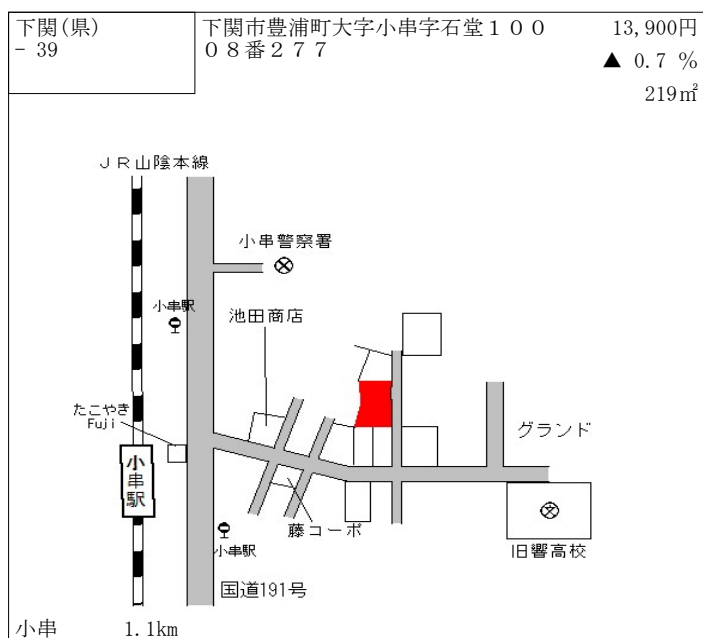 下関(県)
- 39
下関市豊浦町大字小串字石堂１００
０８番２７７
13,900円
▲ 0.7 %
219㎡
ＪＲ山陰本線
小串警察署
小串駅
池田商店
たこやき
Fuji
グランド
小串駅
藤コーポ
小串駅
旧響高校
国道191号
小串 1.1km